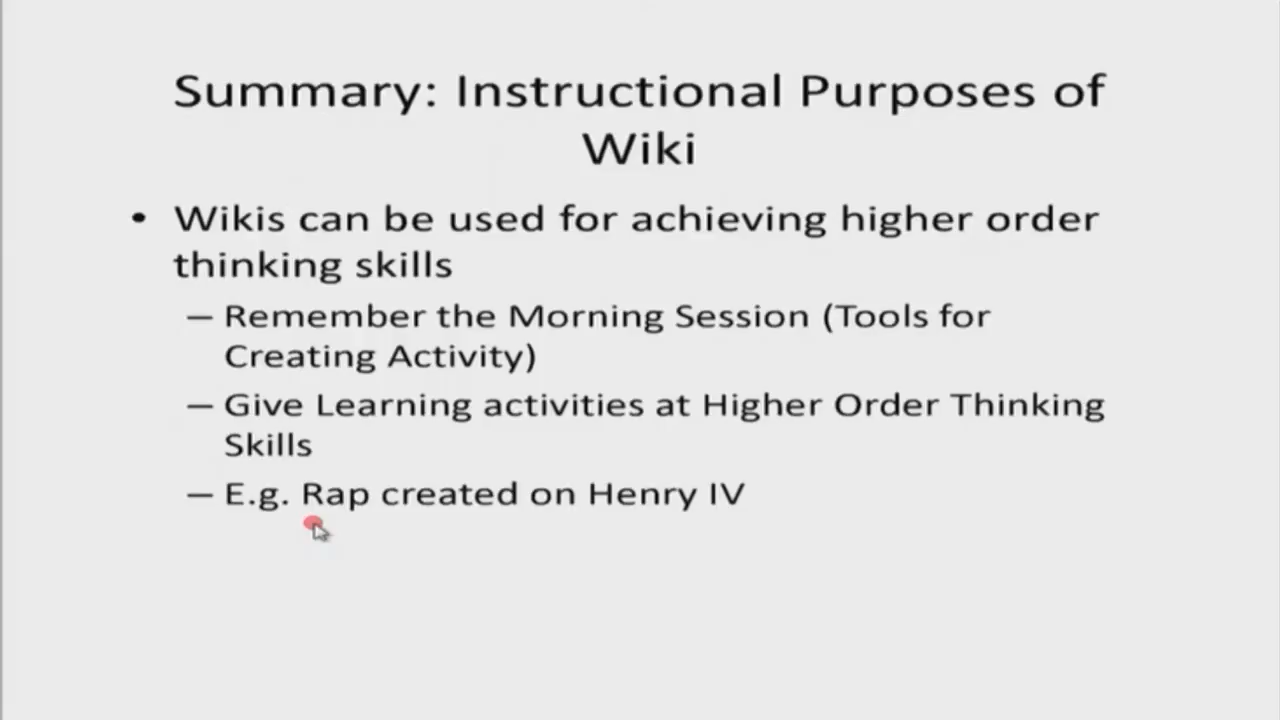 Summary: Instructional Purposes of
Wiki
• Wikis can be used for achieving higher order
thinking skills
– Remember the Morning Session (Tools for
Creating Activity)
– Give Learning activities at Higher Order Thinking
Skills
– E.g. Rap created on Henry IV